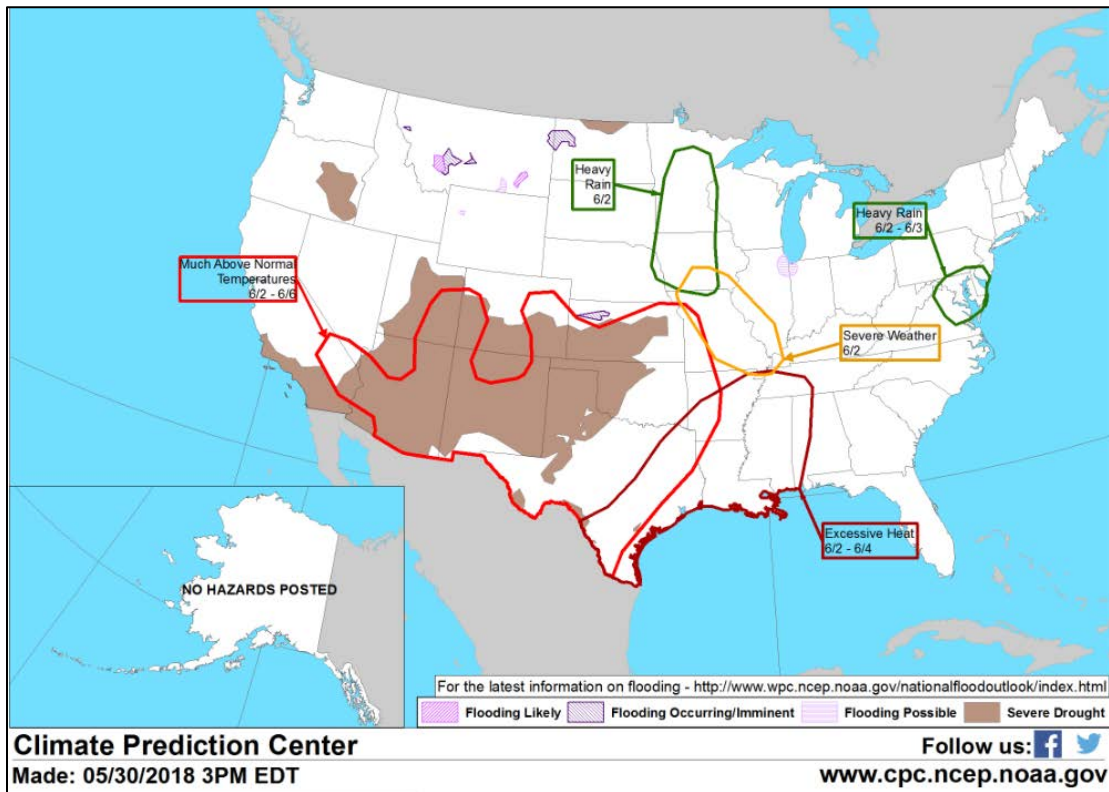 Heavy
Rain
6/2
Heavy Rain
6/2 - 6/3
Much Above Normal
Temperatures
6/2 - 6/6
Severe Weather
6/2
Excessive Heat
6/2 - 6/4
NO HAZARDS POSTED
For the latest information on flooding - http://www.wpc.ncep.noaa.gov/nationalfloodoutlook/index.html
Flooding Likely Flooding Occurring/Imminent Flooding Possible Severe Drought
Climate Prediction Center Follow us:
Made: 05/30/2018 3PM EDT www.cpc.ncep.noaa.gov